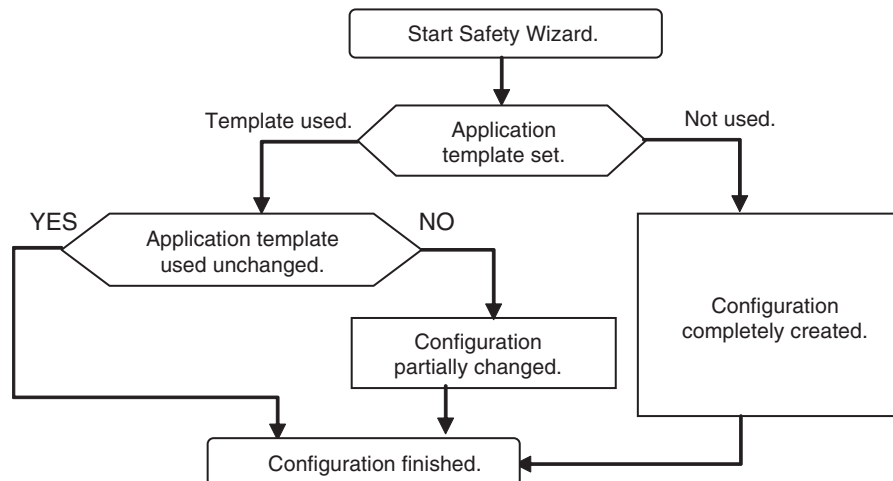 Start Safety Wizard.
Template used.
Application
template set.
Not used.
YES
Application template
used unchanged.
NO
Configuration
partially changed.
Configuration
completely created.
Configuration finished.